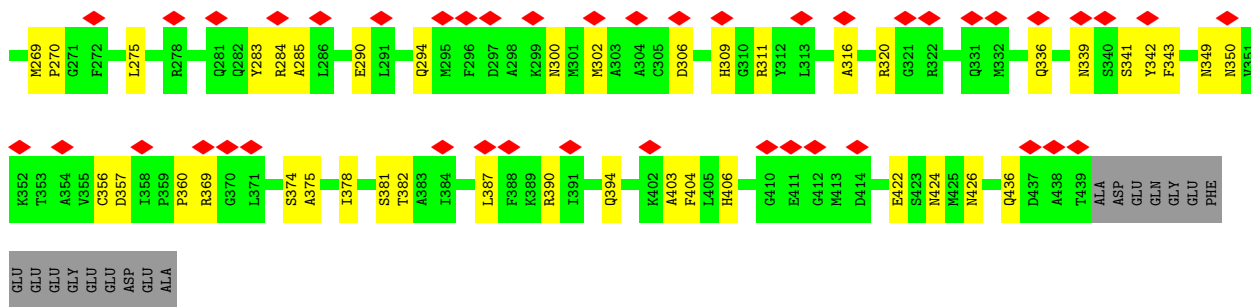 M269 P270 G271 F272 L275 R278 Q281 Q282 Y283 R284 A285 L286 E290 L291 Q294 M295 F296 D297 A298 K299 N300 M301 M302 A303 A304 C305 D306 H309 G310 R311 Y312 L313 A316 R320 G321 R322 Q331 M332 Q336 N339 S340 S341 Y342 F343 N349 N350 V351
K352 T353 A354 V355 C356 D357 I358 P359 P360 R369 G370 L371 S374 A375 I378 S381 T382 A383 I384 L387 F388 K389 R390 I391 Q394 K402 A403 F404 L405 H406 G410 E411 G412 M413 D414 E422 S423 N424 M425 N426 Q436 D437 A438 T439 ALA ASP GLU GLN GLY GLU PHE
GLU GLU GLU GLY GLU GLU ASP GLU ALA